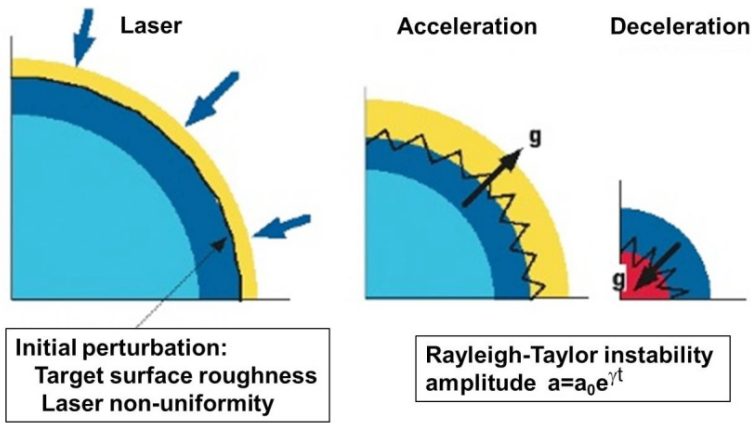 Laser
Acceleration
Deceleration
g
g
Initial perturbation:
Target surface roughness
Laser non-uniformity
Rayleigh-Taylor instability
amplitude a=a₀e^γt